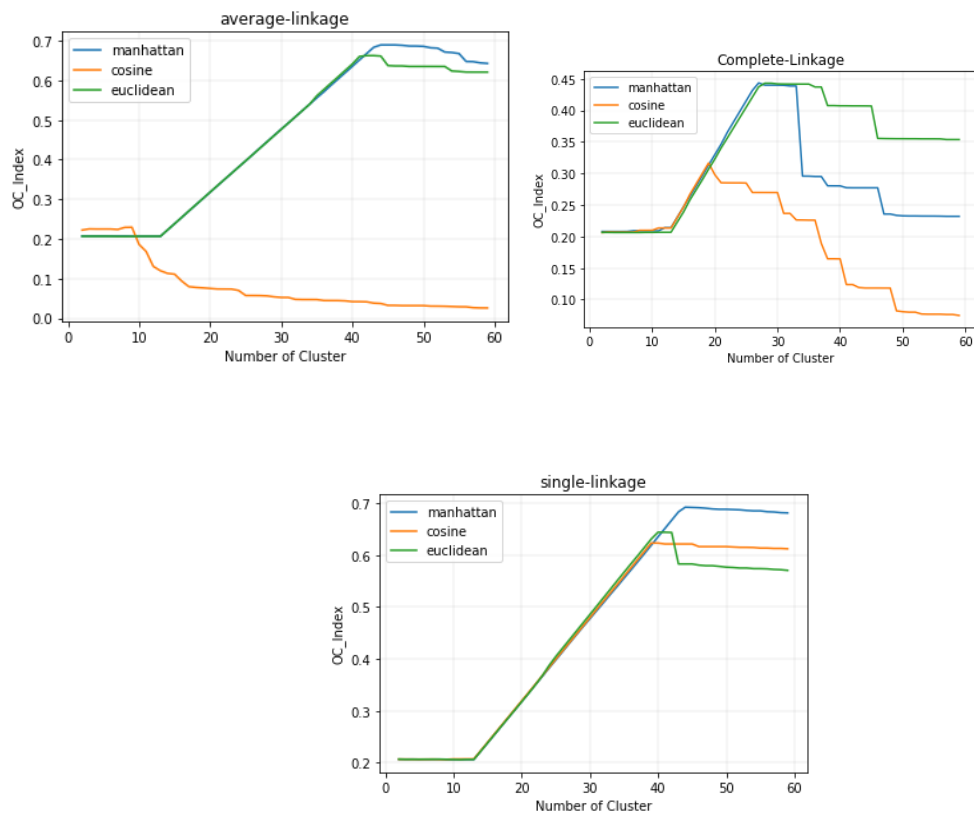 average-linkage
0.7
0.6
0.5
0.4
0.3
0.2
0.1
0.0
OC_Index
manhattan
cosine
euclidean
0 10 20 30 40 50 60
Number of Cluster
Complete-Linkage
0.45
0.40
0.35
0.30
0.25
0.20
0.15
0.10
OC_Index
manhattan
cosine
euclidean
0 10 20 30 40 50 60
Number of Cluster
single-linkage
0.7
0.6
0.5
0.4
0.3
0.2
OC_Index
manhattan
cosine
euclidean
0 10 20 30 40 50 60
Number of Cluster